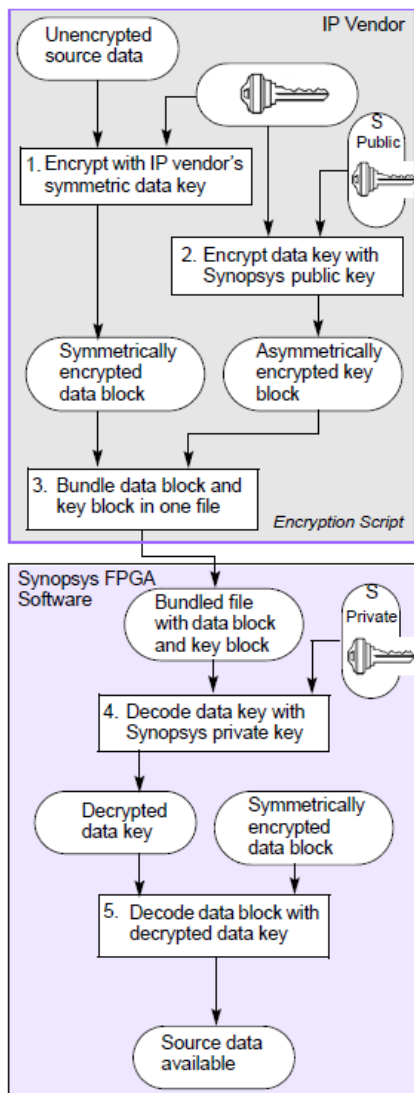 IP Vendor
Unencrypted
source data
S
Public
1. Encrypt with IP vendor's
symmetric data key
2. Encrypt data key with
Synopsys public key
Symmetrically
encrypted
data block
Asymmetrically
encrypted key
block
3. Bundle data block and
key block in one file
Encryption Script
Synopsys FPGA
Software
Bundled file
with data block
and key block
S
Private
4. Decode data key with
Synopsys private key
Decrypted
data key
Symmetrically
encrypted
data block
5. Decode data block with
decrypted data key
Source data
available